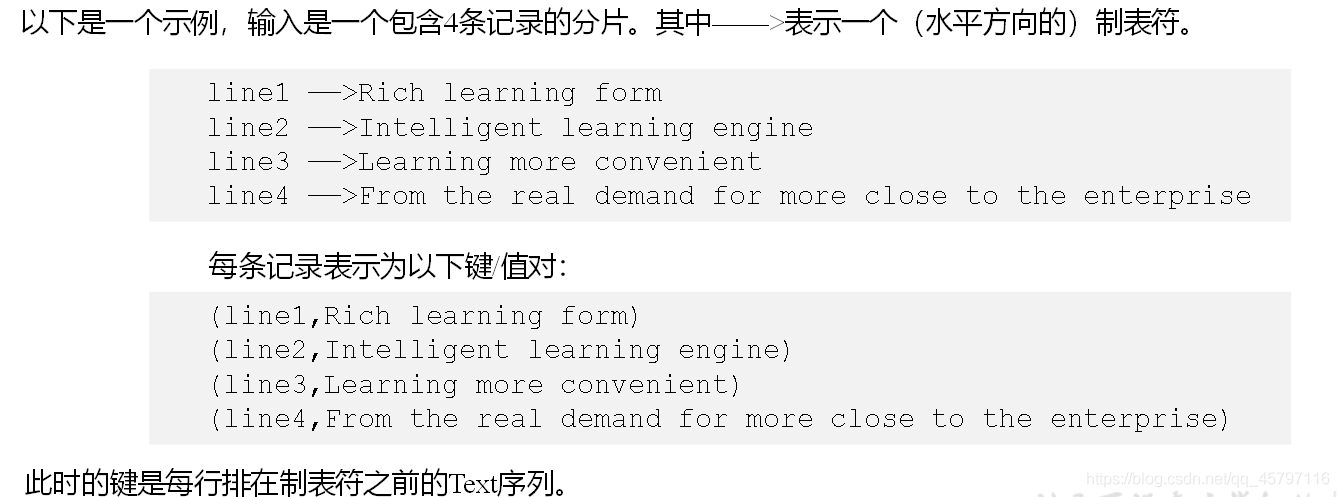 以下是一个示例，输入是一个包含4条记录的分片。其中——>表示一个（水平方向的）制表符。
line1 ——>Rich learning form
line2 ——>Intelligent learning engine
line3 ——>Learning more convenient
line4 ——>From the real demand for more close to the enterprise
每条记录表示为以下键/值对：
(line1,Rich learning form)
(line2,Intelligent learning engine)
(line3,Learning more convenient)
(line4,From the real demand for more close to the enterprise)
此时的键是每行排在制表符之前的Text序列。
https://blog.csdn.net/qq_45797116